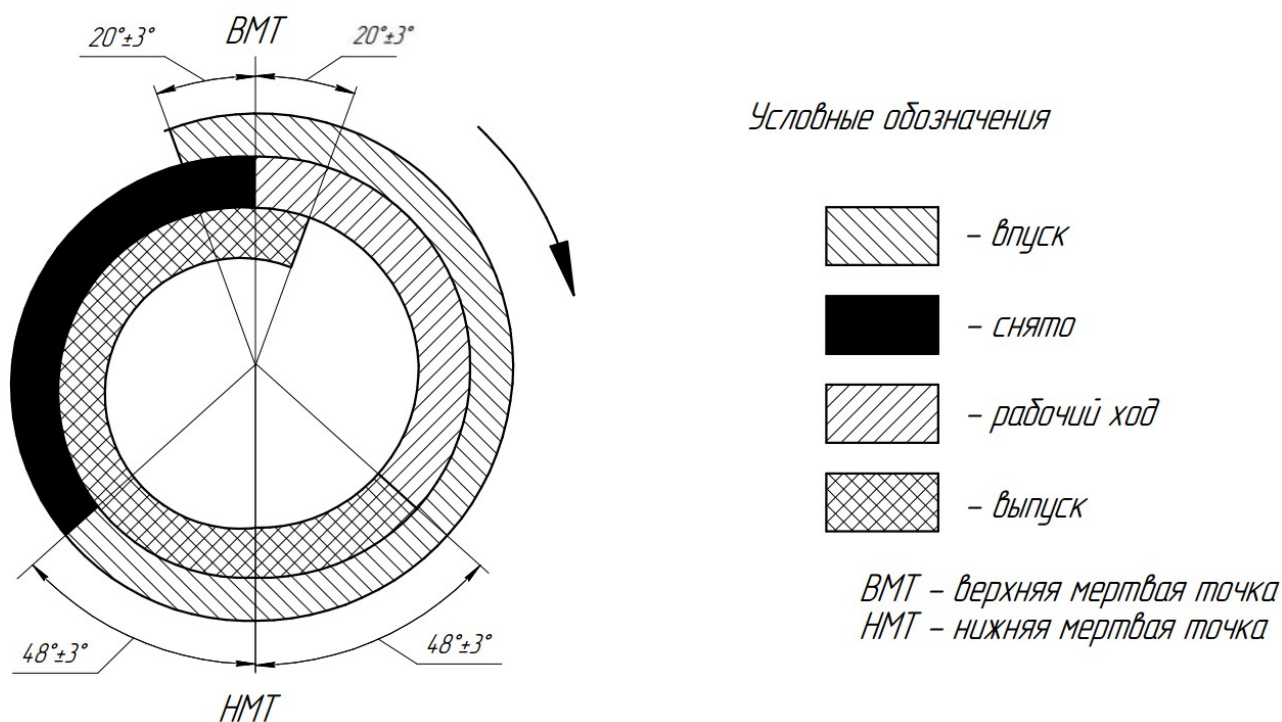 20°±3°
ВМТ
20°±3°
Условные обозначения
- впуск
- снято
- рабочий ход
- выпуск
ВМТ - верхняя мертвая точка
НМТ - нижняя мертвая точка
48°±3°
48°±3°
НМТ